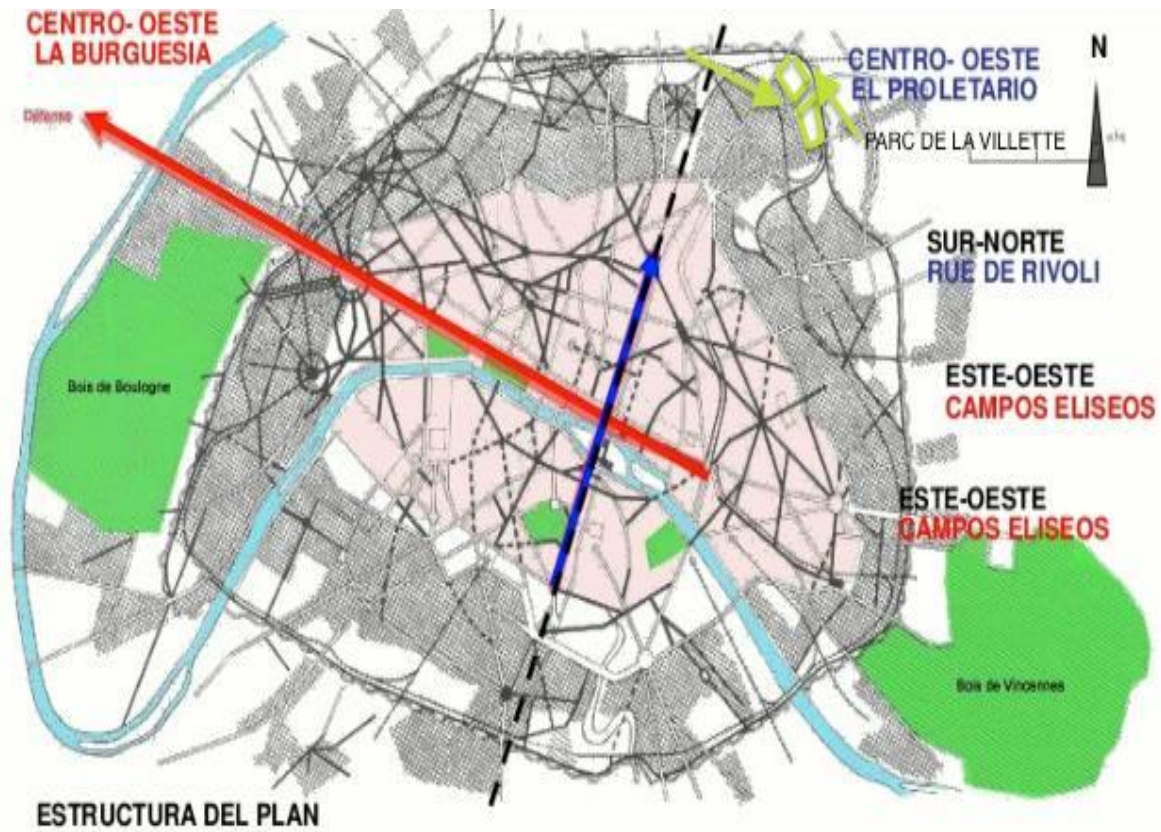 CENTRO- OESTE
LA BURGUESIA
Défense
CENTRO- OESTE
EL PROLETARIO
N
PARC DE LA VILLETTE
SUR-NORTE
RUE DE RIVOLI
Bois de Boulogne
ESTE-OESTE
CAMPOS ELISEOS
ESTE-OESTE
CAMPOS ELISEOS
Bois de Vincennes
ESTRUCTURA DEL PLAN